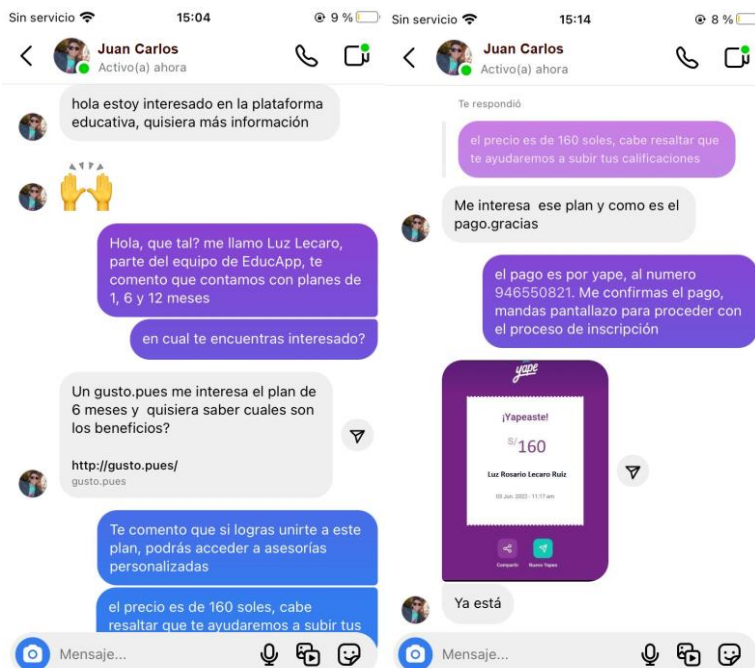 Sin servicio 15:04 9 %
Juan Carlos
Activo(a) ahora
hola estoy interesado en la plataforma
educativa, quisiera más información
Hola, que tal? me llamo Luz Lecaro,
parte del equipo de EducApp, te
comento que contamos con planes de
1, 6 y 12 meses
en cual te encuentras interesado?
Un gusto.pues me interesa el plan de
6 meses y quisiera saber cuales son
los beneficios?
http://gusto.pues/
gusto.pues
Te comento que si logras unirte a este
plan, podrás acceder a asesorías
personalizadas
el precio es de 160 soles, cabe
resaltar que te ayudaremos a subir tus
Mensaje...
Sin servicio 15:14 8 %
Juan Carlos
Activo(a) ahora
Te respondió
el precio es de 160 soles, cabe resaltar que
te ayudaremos a subir tus calificaciones
Me interesa ese plan y como es el
pago.gracias
el pago es por yape, al numero
946550821. Me confirmas el pago,
mandas pantallazo para proceder con
el proceso de inscripción
yape
¡Yapeaste!
S/160
Luz Rosario Lecaro Ruiz
03 Jun. 2022 - 11:17 am
Compartir Nuevo Yapeo
Ya está
Mensaje...